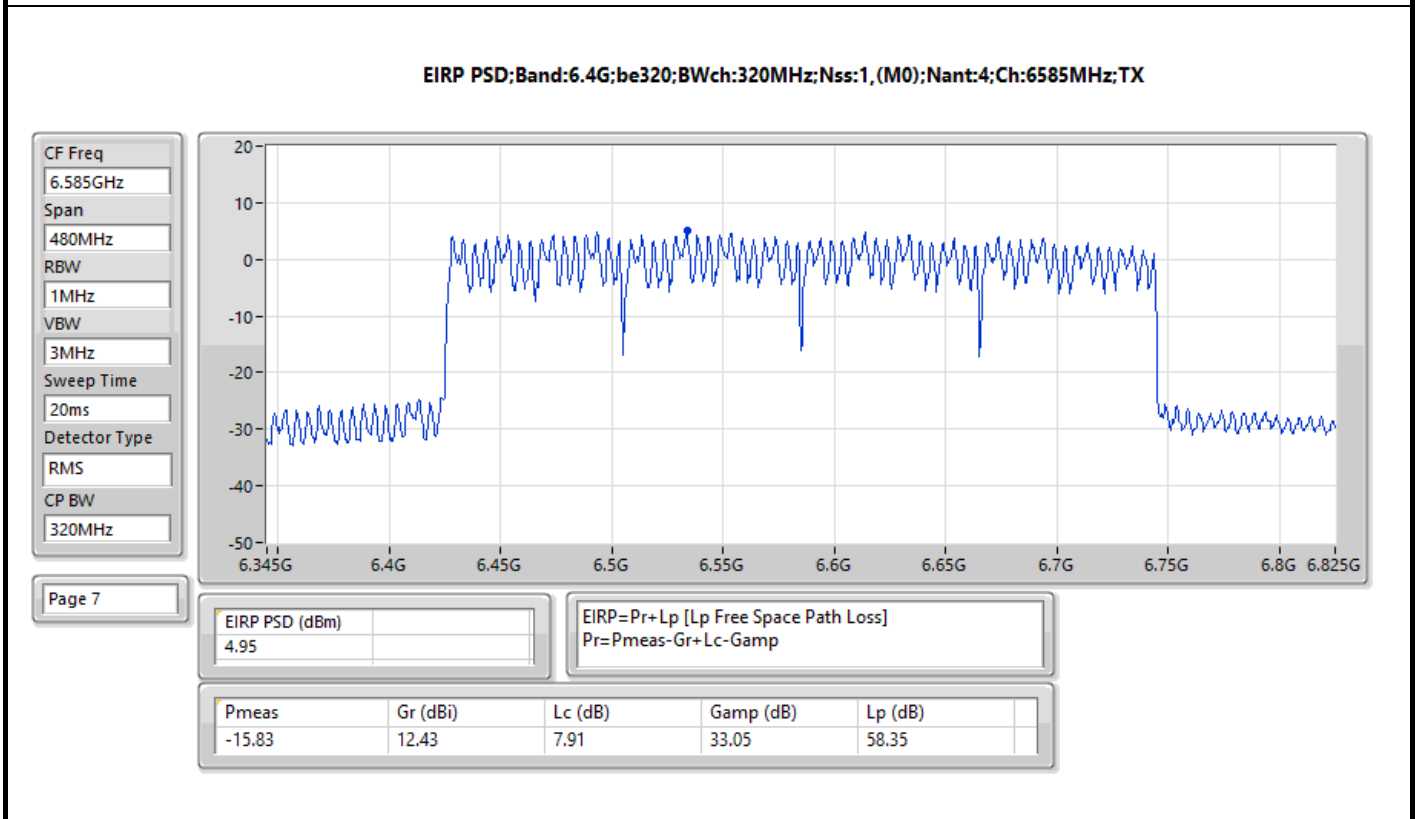 EIRP PSD;Band:6.4G;be320;BWch:320MHz;Nss:1,(M0);Nant:4;Ch:6585MHz;TX
CF Freq
6.585GHz
Span
480MHz
RBW
1MHz
VBW
3MHz
Sweep Time
20ms
Detector Type
RMS
CP BW
320MHz
Page 7
20
10
0
-10
-20
-30
-40
-50
6.345G 6.4G 6.45G 6.5G 6.55G 6.6G 6.65G 6.7G 6.75G 6.8G 6.825G
EIRP PSD (dBm)
4.95
EIRP=Pr+Lp [Lp Free Space Path Loss]
Pr=Pmeas-Gr+Lc-Gamp
Pmeas Gr (dBi) Lc (dB) Gamp (dB) Lp (dB)
-15.83 12.43 7.91 33.05 58.35